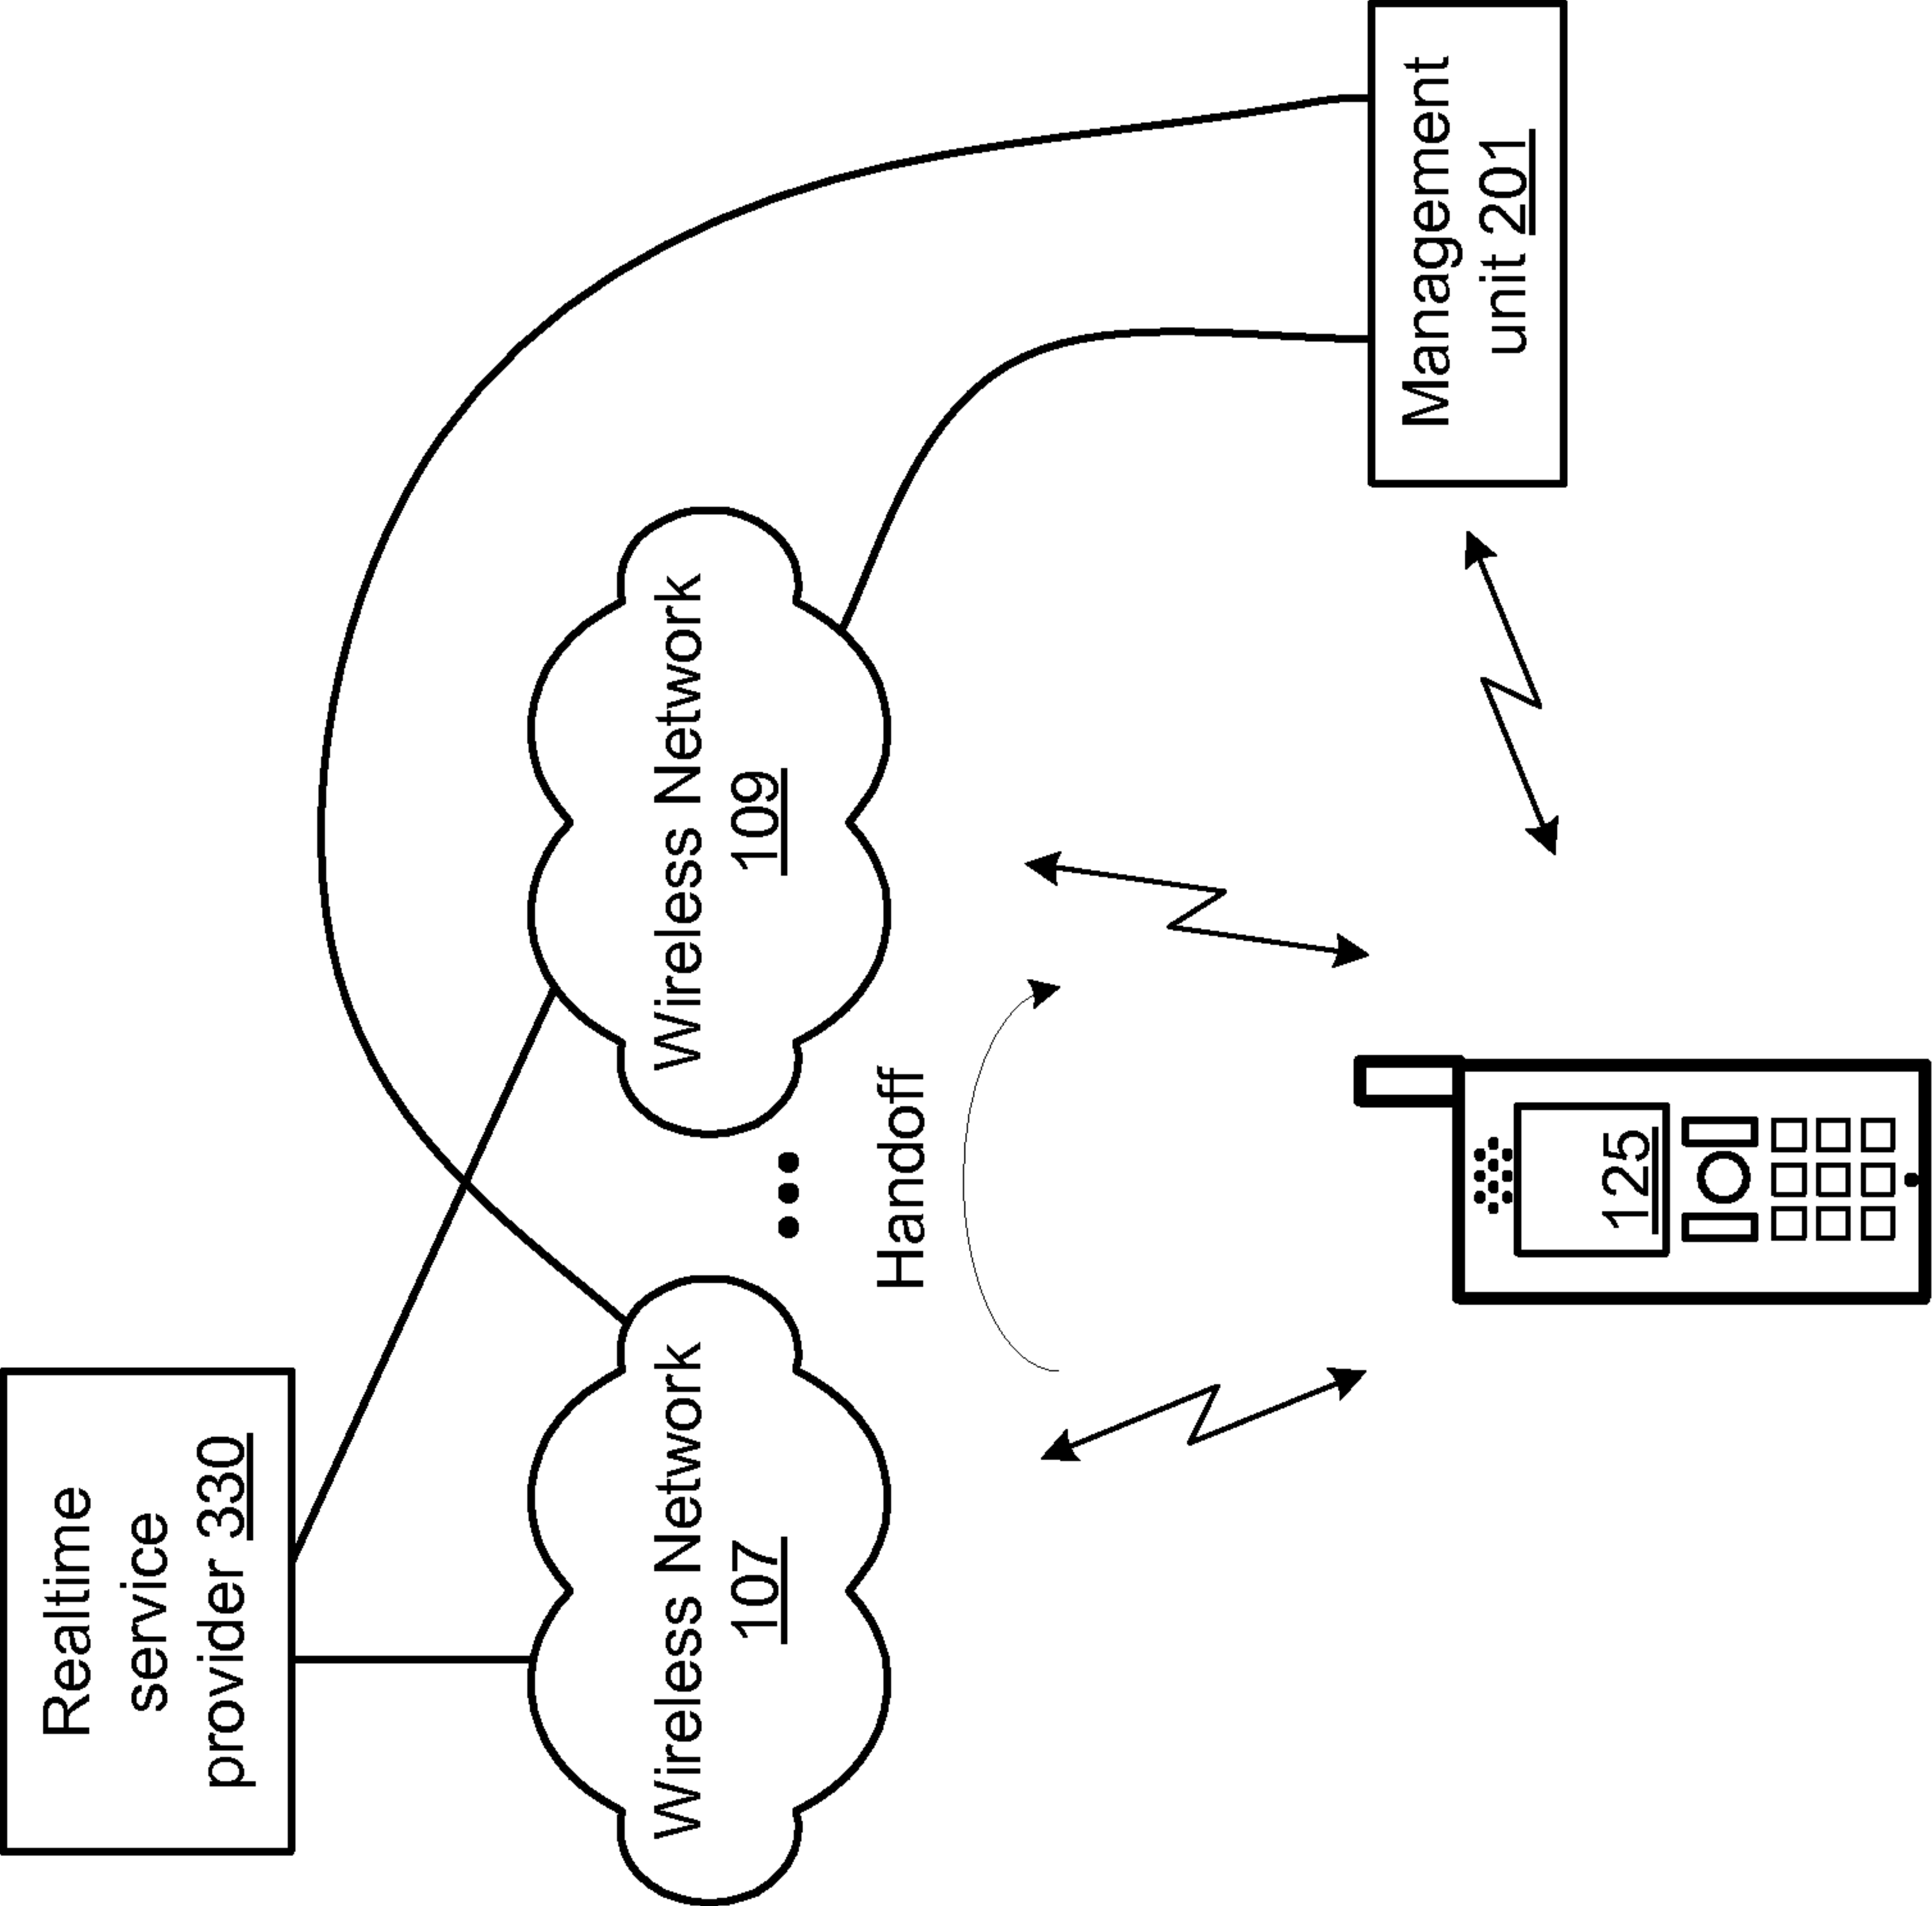 Realtime
service
provider 330
Wireless Network
107
Wireless Network
109
Handoff
125
Management
unit 201